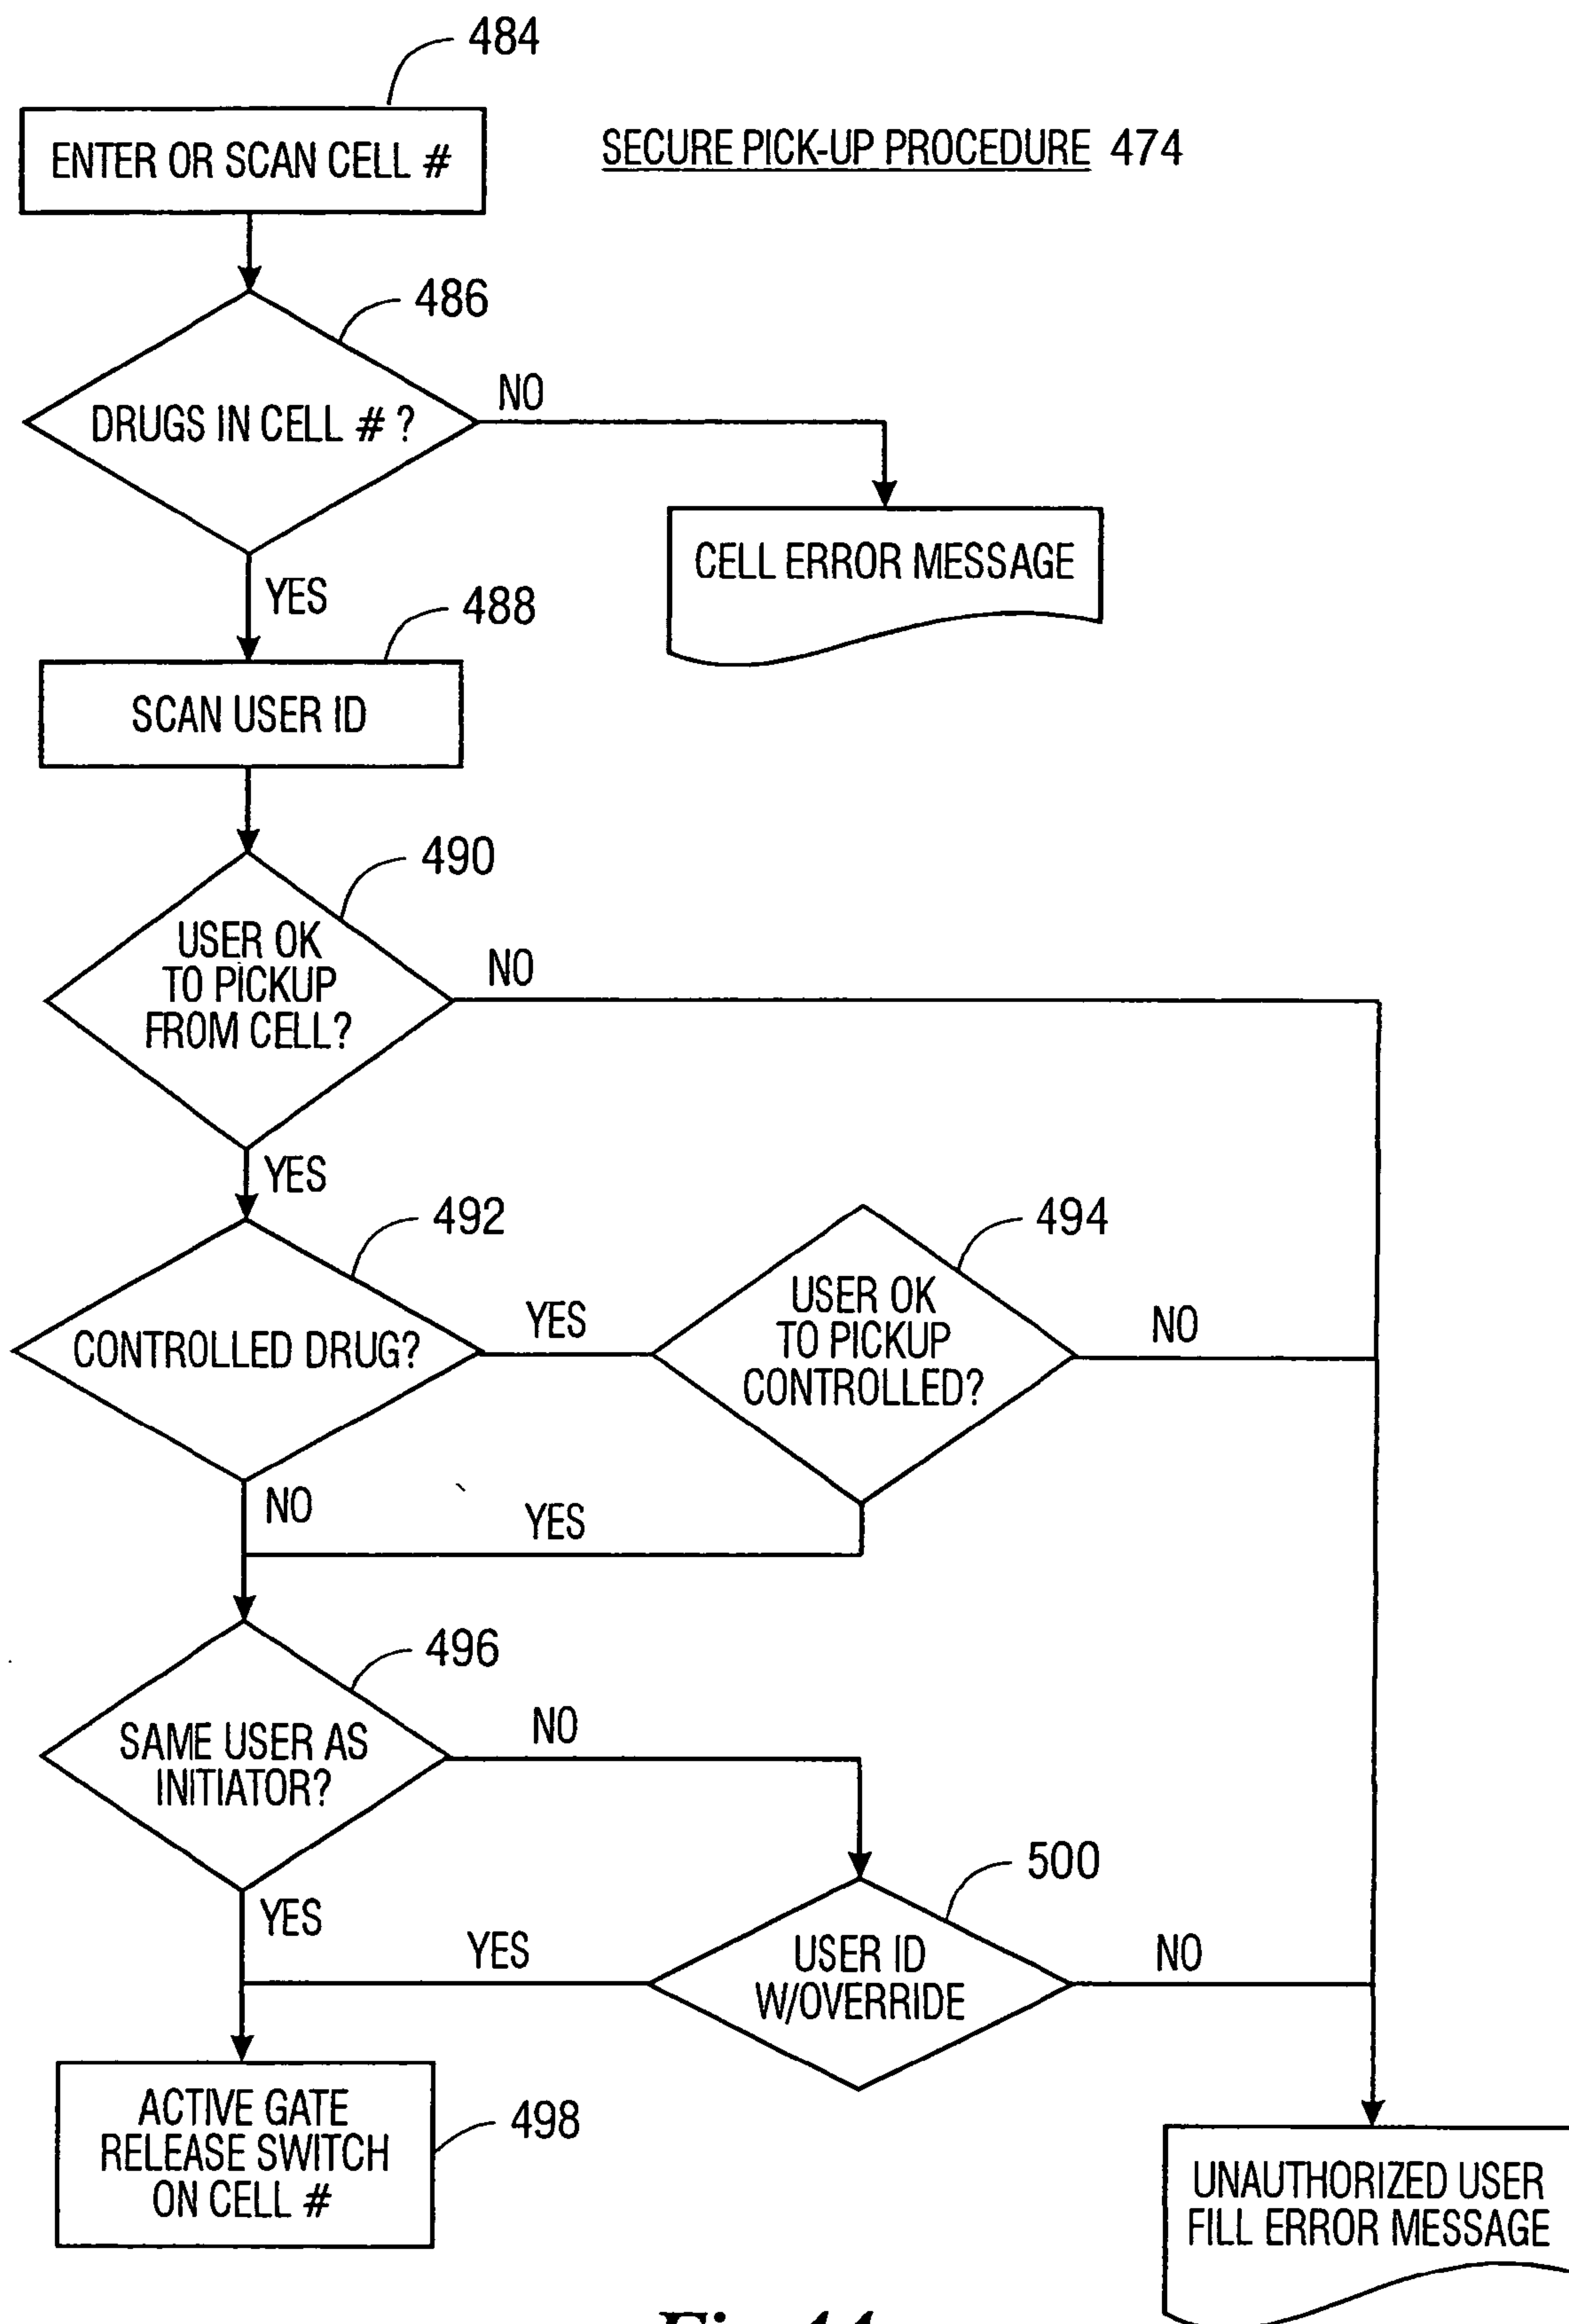 484
ENTER OR SCAN CELL #
SECURE PICK-UP PROCEDURE 474
486
DRUGS IN CELL # ?
NO
CELL ERROR MESSAGE
YES
488
SCAN USER ID
490
USER OK
TO PICKUP
FROM CELL?
NO
YES
492
CONTROLLED DRUG?
YES
494
USER OK
TO PICKUP
CONTROLLED?
NO
NO
YES
496
SAME USER AS
INITIATOR?
NO
500
USER ID
W/OVERRIDE
YES
YES
NO
ACTIVE GATE
RELEASE SWITCH
ON CELL #
498
UNAUTHORIZED USER
FILL ERROR MESSAGE